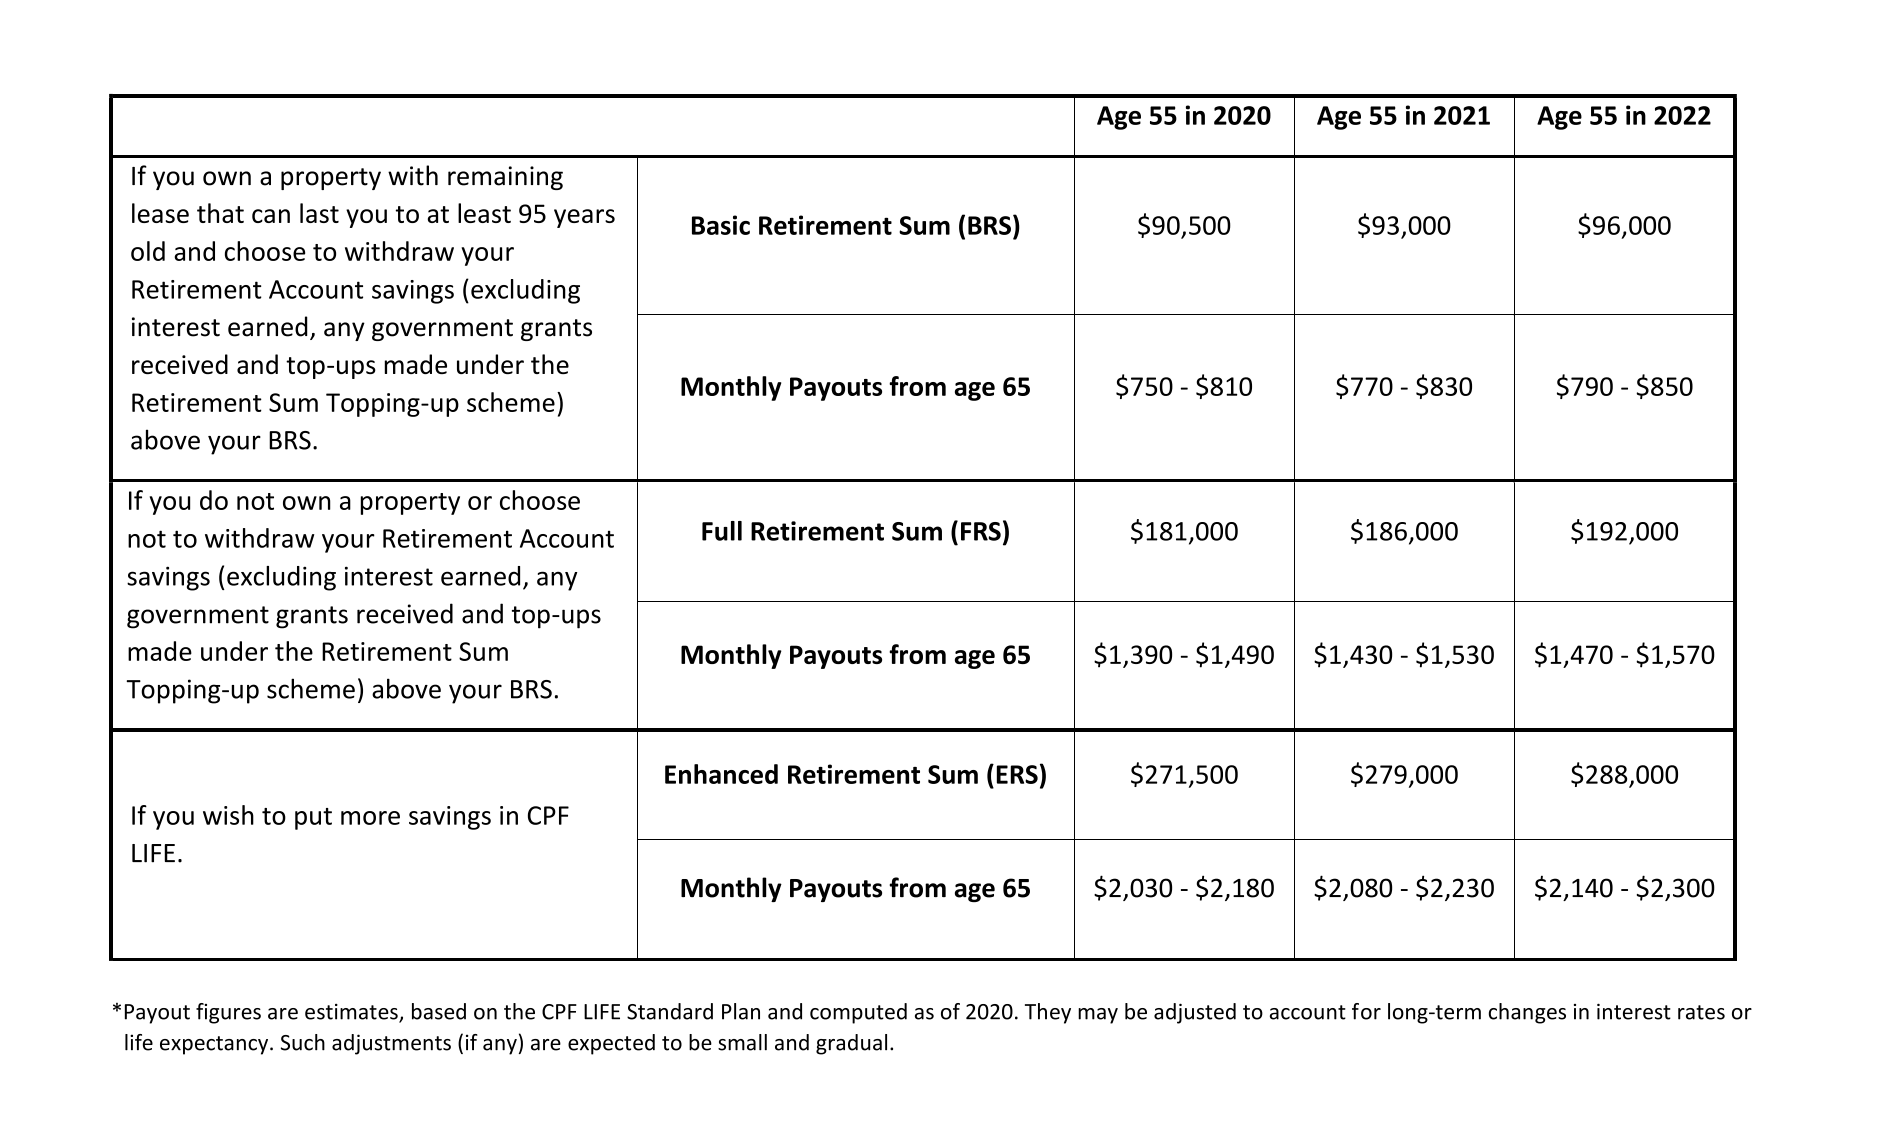 Age 55 in 2020 Age 55 in 2021 Age 55 in 2022
If you own a property with remaining
lease that can last you to at least 95 years
old and choose to withdraw your
Retirement Account savings (excluding
interest earned, any government grants
received and top-ups made under the
Retirement Sum Topping-up scheme)
above your BRS.
Basic Retirement Sum (BRS) $90,500 $93,000 $96,000
Monthly Payouts from age 65 $750 - $810 $770 - $830 $790 - $850
If you do not own a property or choose
not to withdraw your Retirement Account
savings (excluding interest earned, any
government grants received and top-ups
made under the Retirement Sum
Topping-up scheme) above your BRS.
Full Retirement Sum (FRS) $181,000 $186,000 $192,000
Monthly Payouts from age 65 $1,390 - $1,490 $1,430 - $1,530 $1,470 - $1,570
If you wish to put more savings in CPF
LIFE.
Enhanced Retirement Sum (ERS) $271,500 $279,000 $288,000
Monthly Payouts from age 65 $2,030 - $2,180 $2,080 - $2,230 $2,140 - $2,300
*Payout figures are estimates, based on the CPF LIFE Standard Plan and computed as of 2020. They may be adjusted to account for long-term changes in interest rates or
life expectancy. Such adjustments (if any) are expected to be small and gradual.